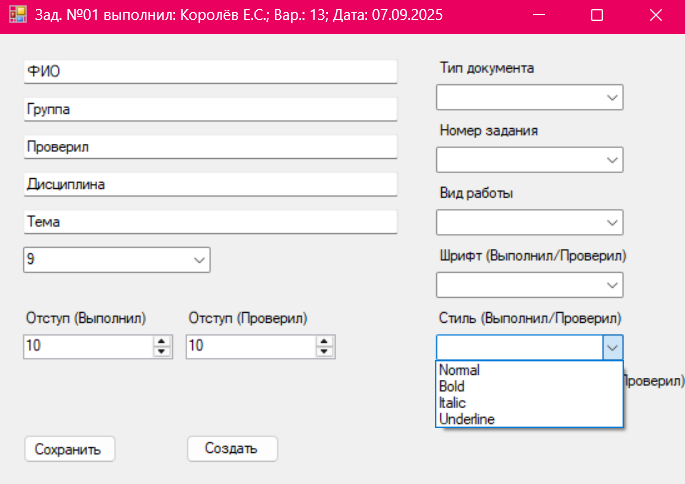 Зад. №01 выполнил: Королёв Е.С.; Вар.: 13; Дата: 07.09.2025
ФИО
Группа
Проверил
Дисциплина
Тема
9
Отступ (Выполнил)
Отступ (Проверил)
10
10
Сохранить
Создать
Тип документа
Номер задания
Вид работы
Шрифт (Выполнил/Проверил)
Стиль (Выполнил/Проверил)
Normal
Bold
Italic
Underline
Проверил)